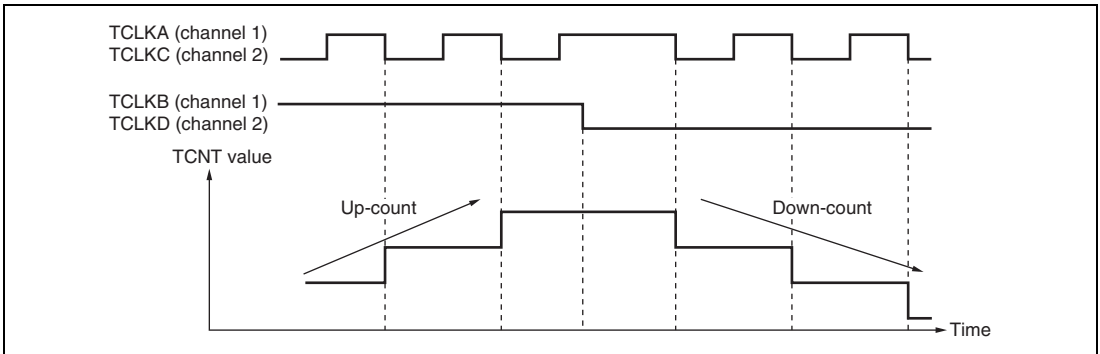 TCLKA (channel 1)
TCLKC (channel 2)
TCLKB (channel 1)
TCLKD (channel 2)
TCNT value
Up-count
Down-count
Time